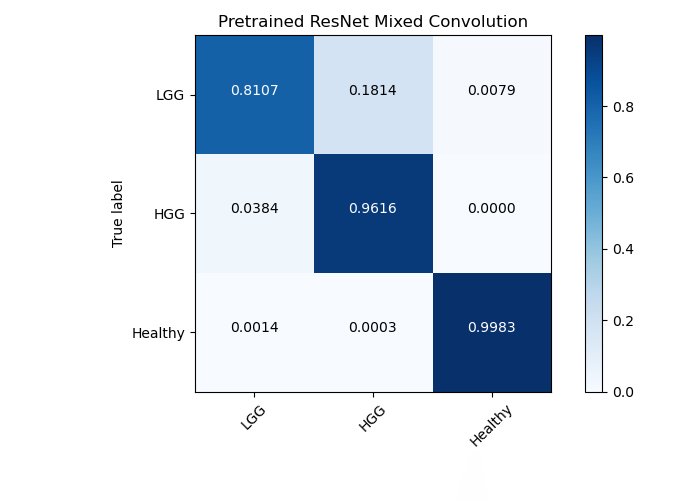 Pretrained ResNet Mixed Convolution
LGG 0.8107 0.1814 0.0079
HGG 0.0384 0.9616 0.0000
Healthy 0.0014 0.0003 0.9983
True label
LGG HGG Healthy
0.8
0.6
0.4
0.2
0.0